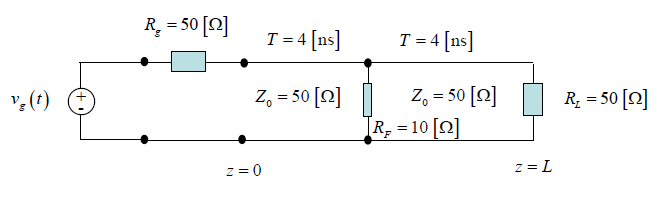 R_g = 50 [Ω]
T = 4 [ns]
T = 4 [ns]
v_g (t)
+
-
Z_0 = 50 [Ω]
Z_0 = 50 [Ω]
R_L = 50 [Ω]
R_F = 10 [Ω]
z = 0
z = L